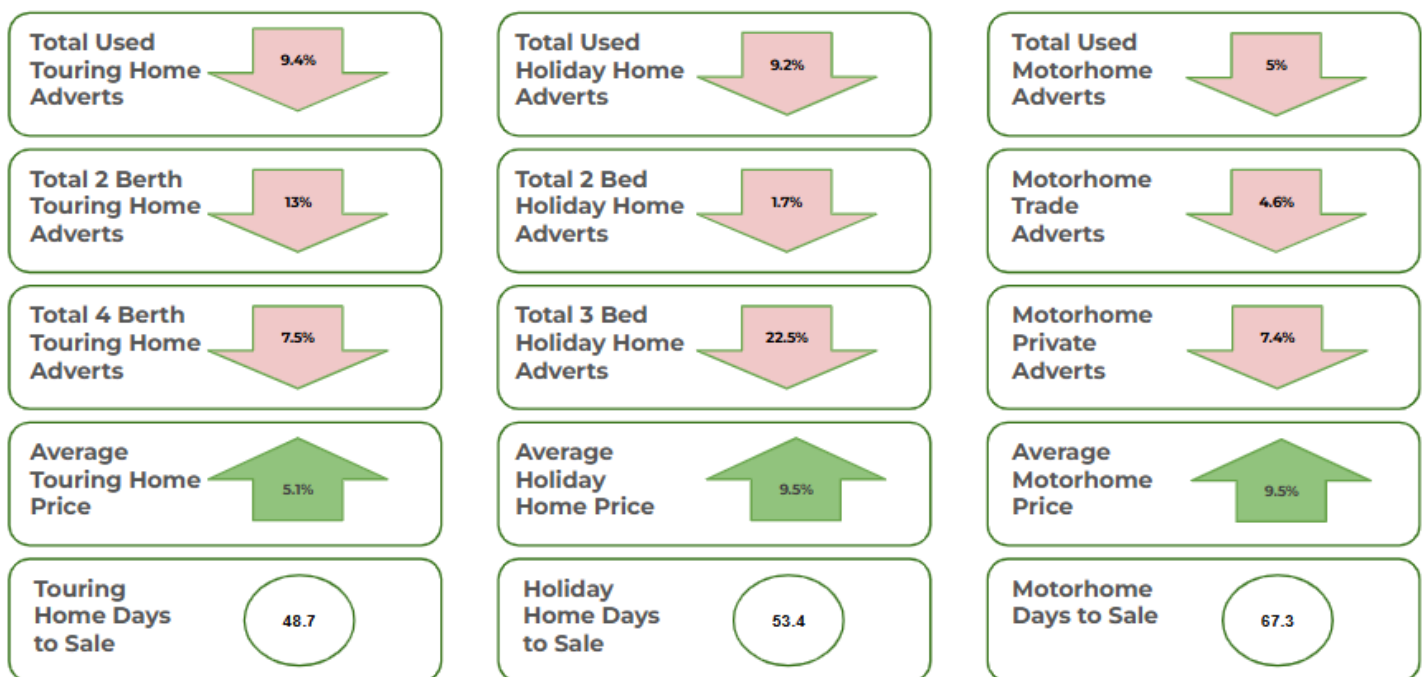 Total Used
Touring Home
Adverts
9.4%
Total Used
Holiday Home
Adverts
9.2%
Total Used
Motorhome
Adverts
5%
Total 2 Berth
Touring Home
Adverts
13%
Total 2 Bed
Holiday Home
Adverts
1.7%
Motorhome
Trade
Adverts
4.6%
Total 4 Berth
Touring Home
Adverts
7.5%
Total 3 Bed
Holiday Home
Adverts
22.5%
Motorhome
Private
Adverts
7.4%
Average
Touring Home
Price
5.1%
Average
Holiday
Home Price
9.5%
Average
Motorhome
Price
9.5%
Touring
Home Days
to Sale
48.7
Holiday
Home Days
to Sale
53.4
Motorhome
Days to Sale
67.3